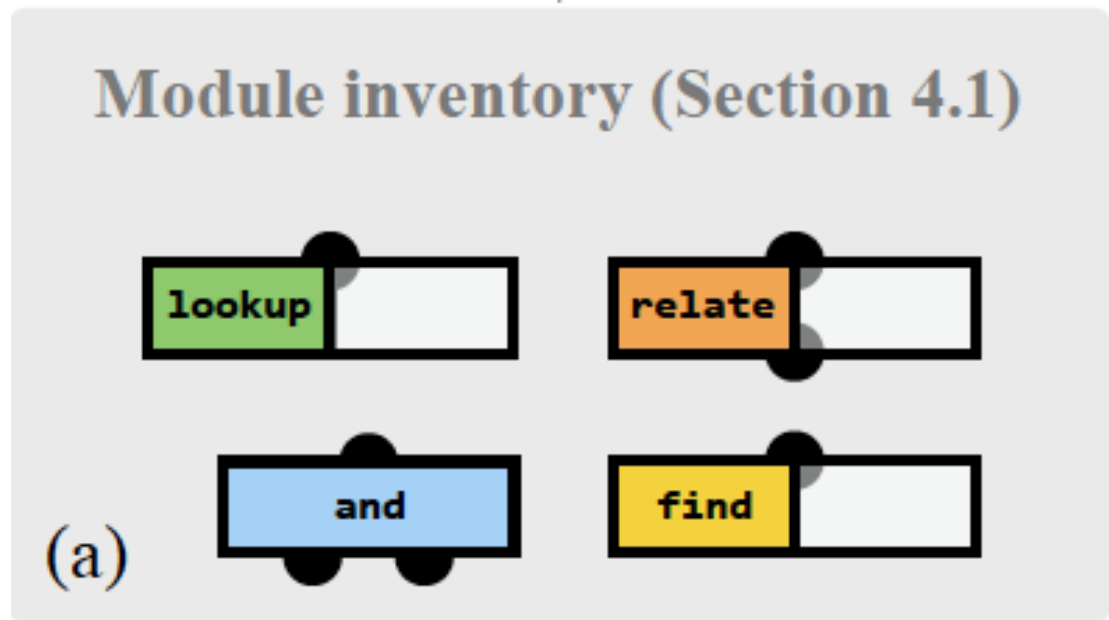 Module inventory (Section 4.1)
lookup
relate
and
find
(a)